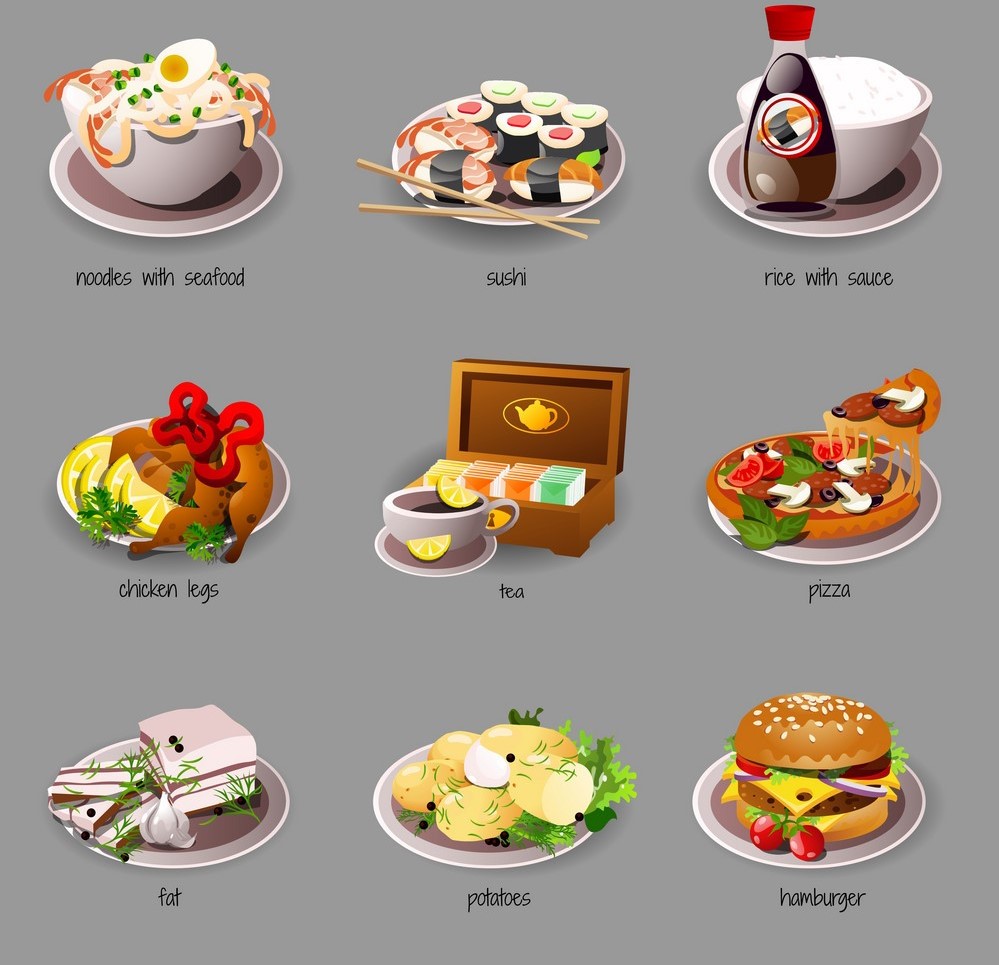 noodles with seafood
sushi
rice with sauce
chicken legs
tea
pizza
fat
potatoes
hamburger